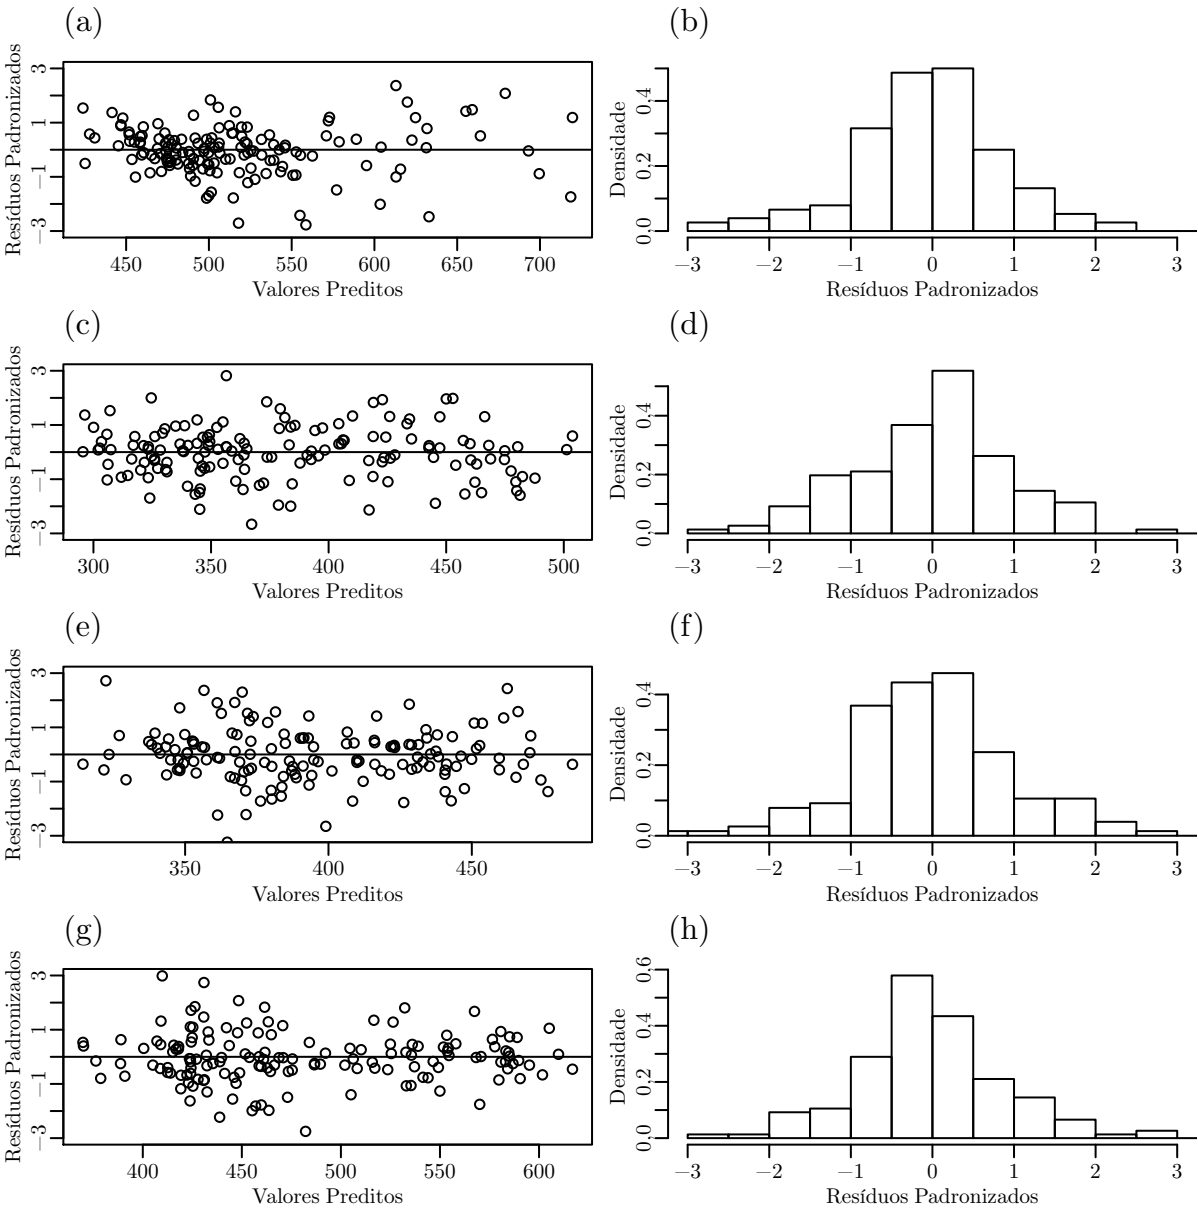 (a)
Resíduos Padronizados
3
1
−1
−3
450 500 550 600 650 700
Valores Preditos
(b)
Densidade
0.4
0.2
0.0
−3 −2 −1 0 1 2 3
Resíduos Padronizados
(c)
Resíduos Padronizados
3
1
−1
−3
300 350 400 450 500
Valores Preditos
(d)
Densidade
0.4
0.2
0.0
−3 −2 −1 0 1 2 3
Resíduos Padronizados
(e)
Resíduos Padronizados
3
1
−1
−3
350 400 450
Valores Preditos
(f)
Densidade
0.4
0.2
0.0
−3 −2 −1 0 1 2 3
Resíduos Padronizados
(g)
Resíduos Padronizados
3
1
−1
−3
400 450 500 550 600
Valores Preditos
(h)
Densidade
0.6
0.4
0.2
0.0
−3 −2 −1 0 1 2 3
Resíduos Padronizados